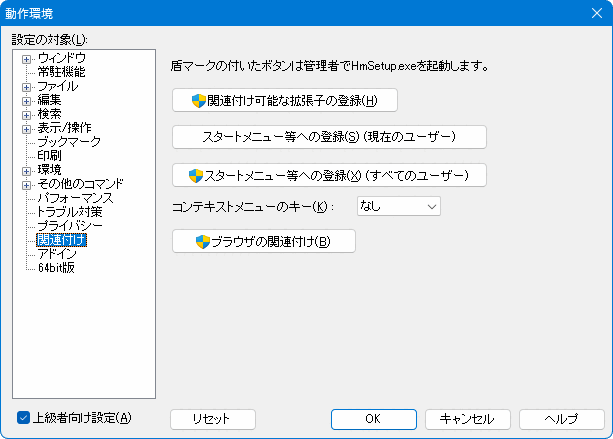 動作環境
設定の対象(L):
ウィンドウ
常駐機能
ファイル
編集
検索
表示/操作
ブックマーク
印刷
環境
その他のコマンド
パフォーマンス
トラブル対策
プライバシー
関連付け
アドイン
64bit版
盾マークの付いたボタンは管理者でHmSetup.exeを起動します。
関連付け可能な拡張子の登録(H)
スタートメニュー等への登録(S) (現在のユーザー)
スタートメニュー等への登録(X) (すべてのユーザー)
コンテキストメニューのキー(K): なし
ブラウザの関連付け(B)
上級者向け設定(A) リセット OK キャンセル ヘルプ